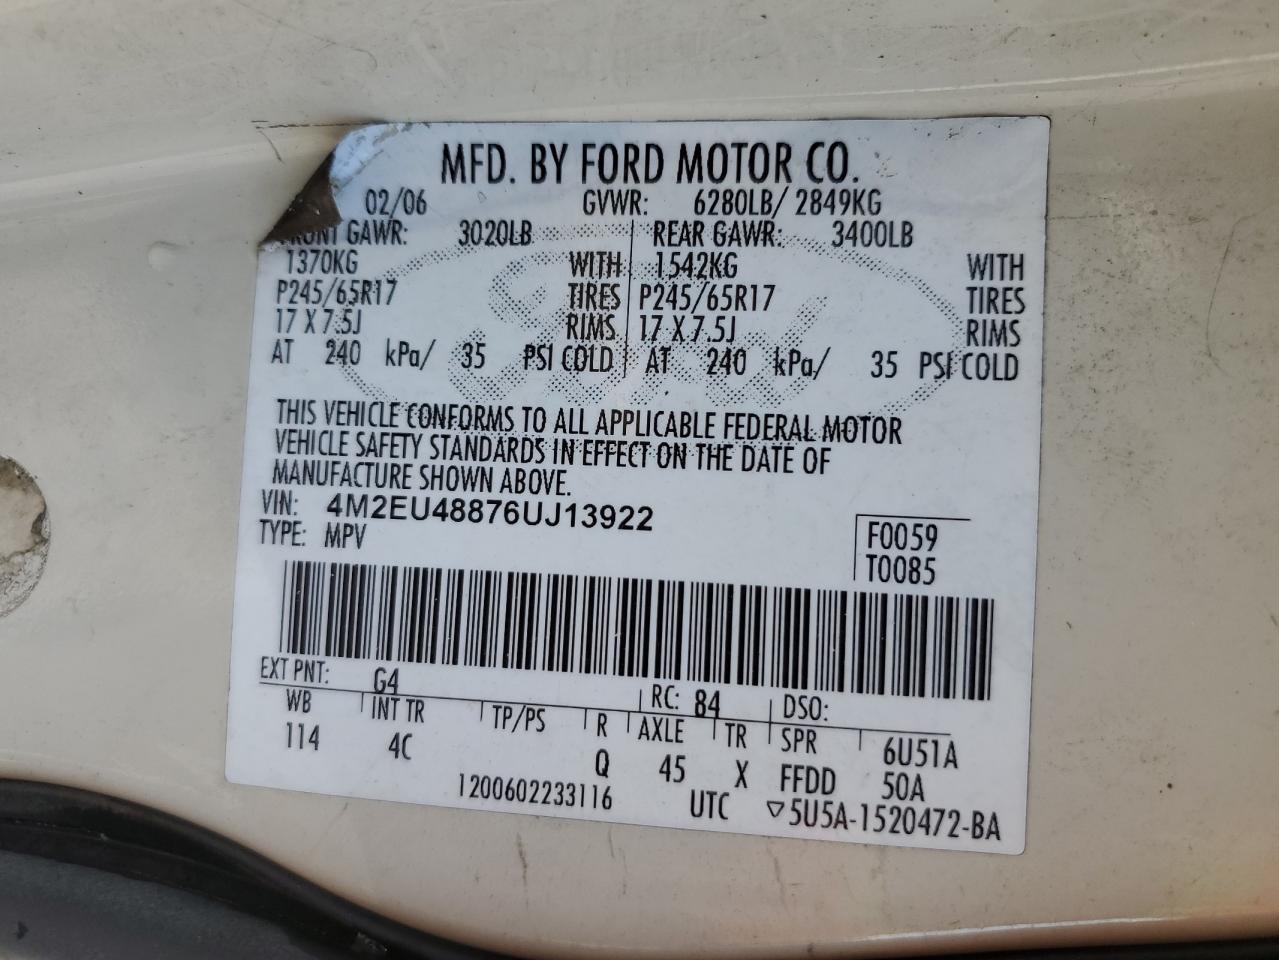 MFD. BY FORD MOTOR CO.
02/06 GVWR: 6280LB/ 2849KG
FRONT GAWR: 3020LB REAR GAWR: 3400LB
1370KG WITH 1542KG WITH
P245/65R17 TIRES P245/65R17 TIRES
17 X 7.5J RIMS 17 X 7.5J RIMS
AT 240 kPa/ 35 PSI COLD AT 240 kPa/ 35 PSI COLD
THIS VEHICLE CONFORMS TO ALL APPLICABLE FEDERAL MOTOR
VEHICLE SAFETY STANDARDS IN EFFECT ON THE DATE OF
MANUFACTURE SHOWN ABOVE.
VIN: 4M2EU48876UJ13922
TYPE: MPV
F0059
T0085
EXT PNT: G4 RC: 84 DSO:
WB INT TR TP/PS R AXLE TR SPR 6U51A
114 4C Q 45 X FFDD 50A
1200602233116 UTC ▽5U5A-1520472-BA